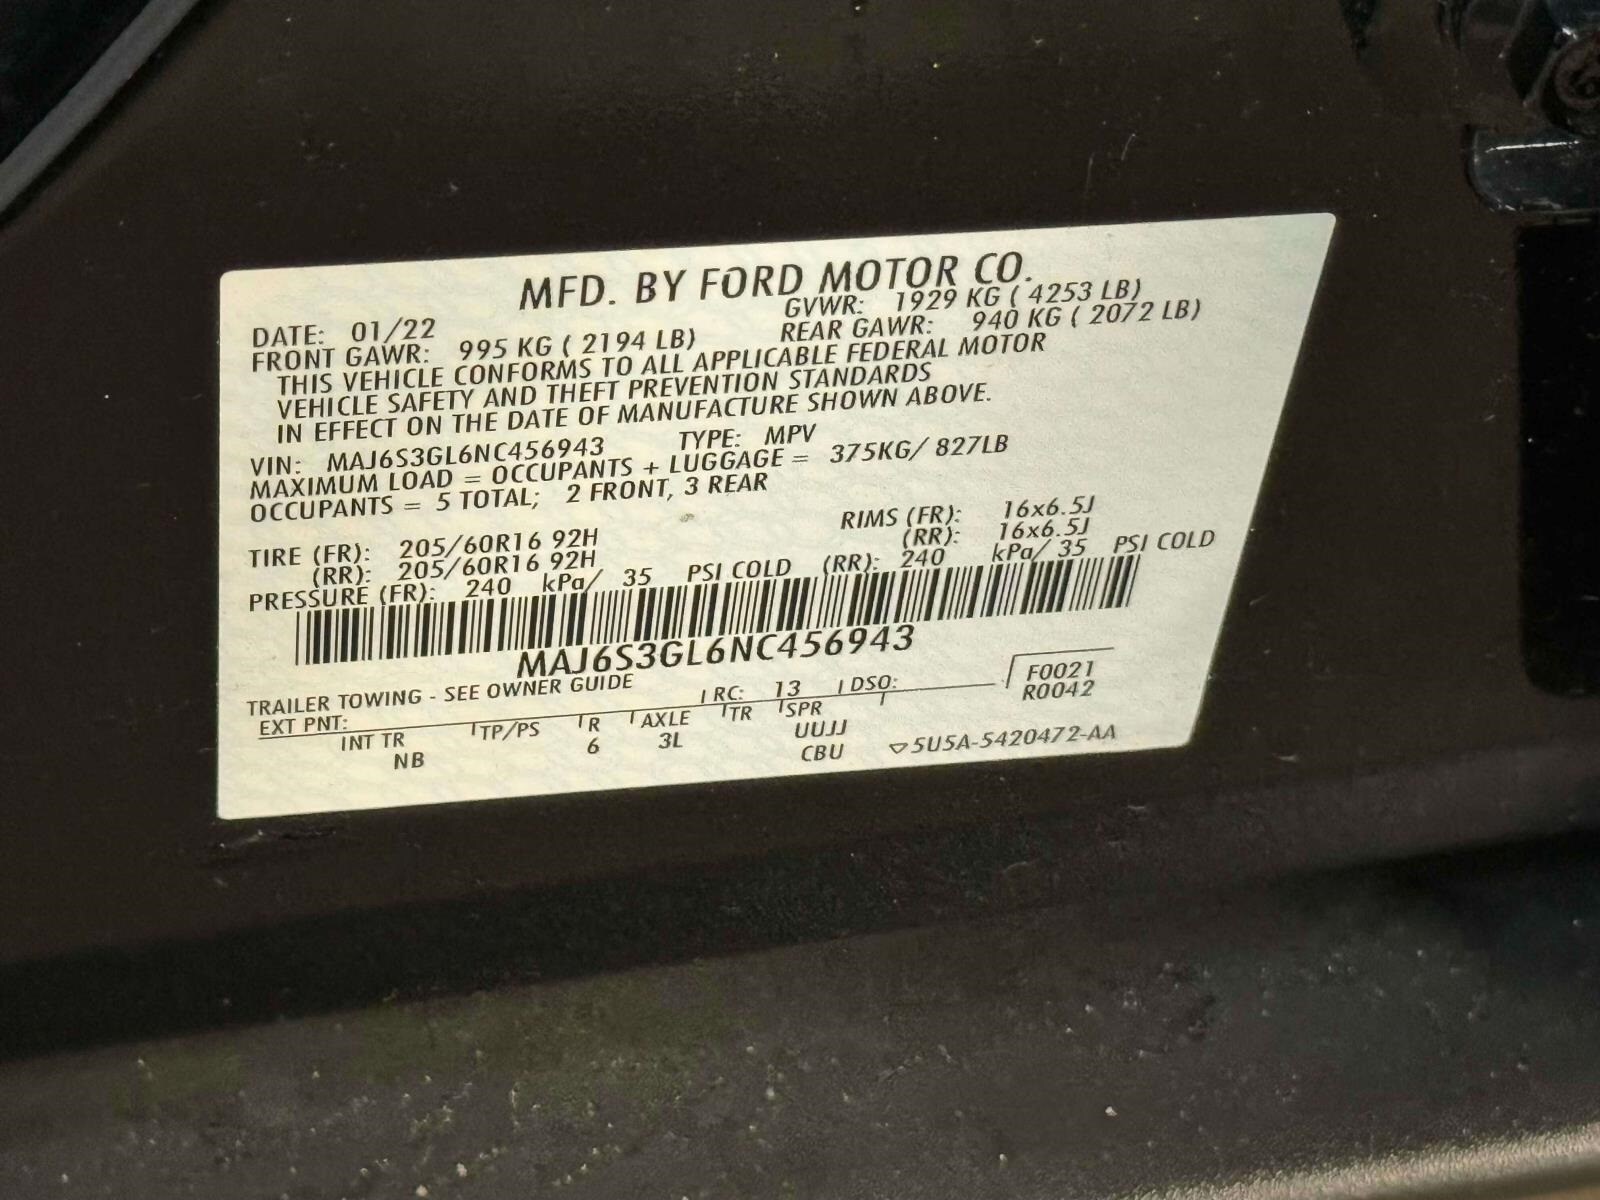 MFD. BY FORD MOTOR CO.
DATE: 01/22 GVWR: 1929 KG ( 4253 LB)
FRONT GAWR: 995 KG ( 2194 LB) REAR GAWR: 940 KG ( 2072 LB)
THIS VEHICLE CONFORMS TO ALL APPLICABLE FEDERAL MOTOR
VEHICLE SAFETY AND THEFT PREVENTION STANDARDS
IN EFFECT ON THE DATE OF MANUFACTURE SHOWN ABOVE.
VIN: MAJ6S3GL6NC456943 TYPE: MPV
MAXIMUM LOAD = OCCUPANTS + LUGGAGE = 375KG/ 827LB
OCCUPANTS = 5 TOTAL; 2 FRONT, 3 REAR
TIRE (FR): 205/60R16 92H RIMS (FR): 16x6.5J
(RR): 205/60R16 92H (RR): 16x6.5J
PRESSURE (FR): 240 kPa/ 35 PSI COLD (RR): 240 kPa/ 35 PSI COLD
MAJ6S3GL6NC456943
TRAILER TOWING - SEE OWNER GUIDE
EXT PNT: RC: 13 DSO: F0021
R0042
INT TR TP/PS R AXLE TR SPR
NB 6 3L UUJJ
CBU ▽5U5A-5420472-AA